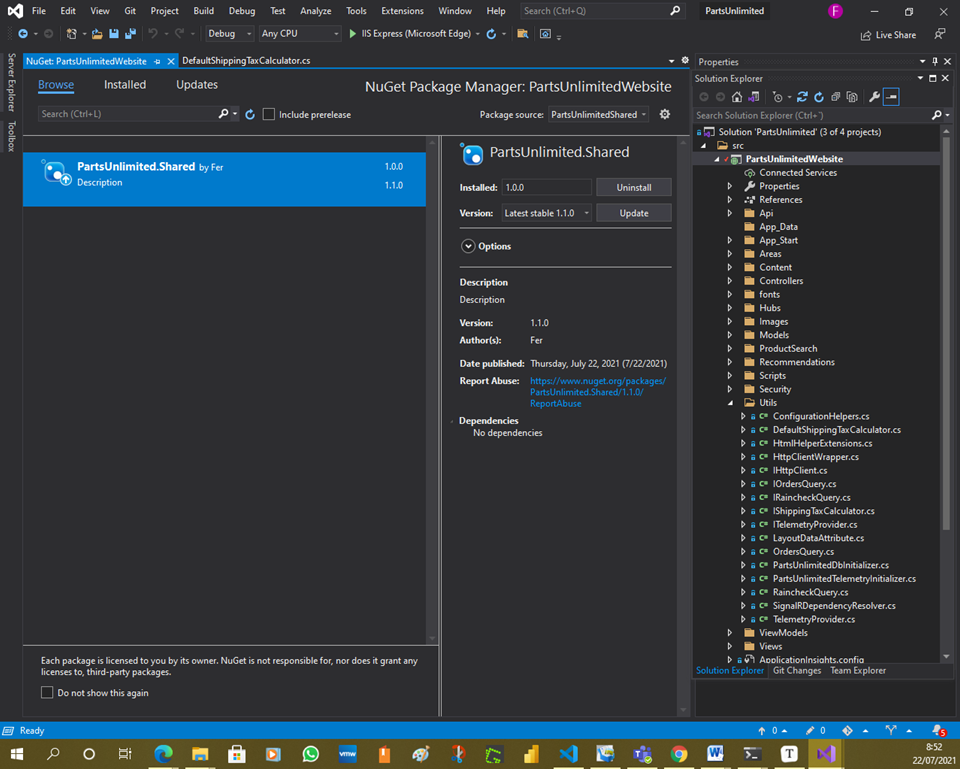 File Edit View Git Project Build Debug Test Analyze Tools Extensions Window Help Search (Ctrl+Q) PartsUnlimited F
Debug Any CPU IIS Express (Microsoft Edge) Live Share
Server Explorer
Toolbox
NuGet: PartsUnlimitedWebsite DefaultShippingTaxCalculator.cs
Browse Installed Updates NuGet Package Manager: PartsUnlimitedWebsite
Search (Ctrl+L) Include prerelease Package source: PartsUnlimitedShared
PartsUnlimited.Shared by Fer 1.0.0
Description 1.1.0
Each package is licensed to you by its owner. NuGet is not responsible for, nor does it grant any
licenses to, third-party packages.
Do not show this again
PartsUnlimited.Shared
Installed: 1.0.0 Uninstall
Version: Latest stable 1.1.0 Update
Options
Description
Description
Version: 1.1.0
Author(s): Fer
Date published: Thursday, July 22, 2021 (7/22/2021)
Report Abuse: https://www.nuget.org/packages/
PartsUnlimited.Shared/1.1.0/
ReportAbuse
Dependencies
No dependencies
Properties
Solution Explorer
Search Solution Explorer (Ctrl+´)
Solution 'PartsUnlimited' (3 of 4 projects)
src
PartsUnlimitedWebsite
Connected Services
Properties
References
Api
App_Data
App_Start
Areas
Content
Controllers
fonts
Hubs
Images
Models
ProductSearch
Recommendations
Scripts
Security
Utils
C# ConfigurationHelpers.cs
C# DefaultShippingTaxCalculator.cs
C# HtmlHelperExtensions.cs
C# HttpClientWrapper.cs
C# IHttpClient.cs
C# IOrdersQuery.cs
C# IRaincheckQuery.cs
C# IShippingTaxCalculator.cs
C# ITelemetryProvider.cs
C# LayoutDataAttribute.cs
C# OrdersQuery.cs
C# PartsUnlimitedDbInitializer.cs
C# PartsUnlimitedTelemetryInitializer.cs
C# RaincheckQuery.cs
C# SignalRDependencyResolver.cs
C# TelemetryProvider.cs
ViewModels
Views
ApplicationInsights.config
Solution Explorer Git Changes Team Explorer
Ready 0 0 5
vmw W T 8:52
22/07/2021